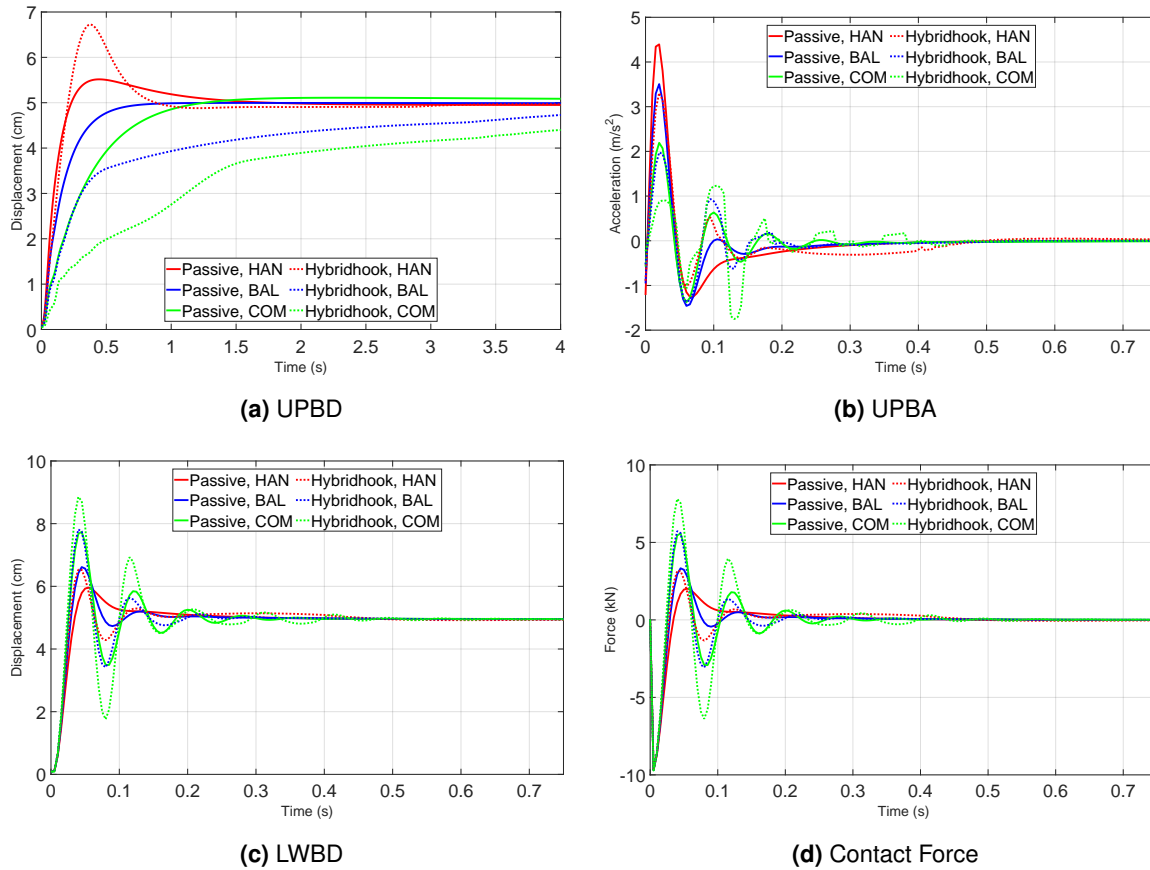 7
6
5
4
3
2
1
0
Displacement (cm)
Passive, HAN Hybridhook, HAN
Passive, BAL Hybridhook, BAL
Passive, COM Hybridhook, COM
0 0.5 1 1.5 2 2.5 3 3.5 4
Time (s)
(a) UPBD
5
4
3
2
1
0
-1
-2
Acceleration (m/s²)
Passive, HAN Hybridhook, HAN
Passive, BAL Hybridhook, BAL
Passive, COM Hybridhook, COM
0 0.1 0.2 0.3 0.4 0.5 0.6 0.7
Time (s)
(b) UPBA
10
8
6
4
2
0
Displacement (cm)
Passive, HAN Hybridhook, HAN
Passive, BAL Hybridhook, BAL
Passive, COM Hybridhook, COM
0 0.1 0.2 0.3 0.4 0.5 0.6 0.7
Time (s)
(c) LWBD
10
5
0
-5
-10
Force (kN)
Passive, HAN Hybridhook, HAN
Passive, BAL Hybridhook, BAL
Passive, COM Hybridhook, COM
0 0.1 0.2 0.3 0.4 0.5 0.6 0.7
Time (s)
(d) Contact Force